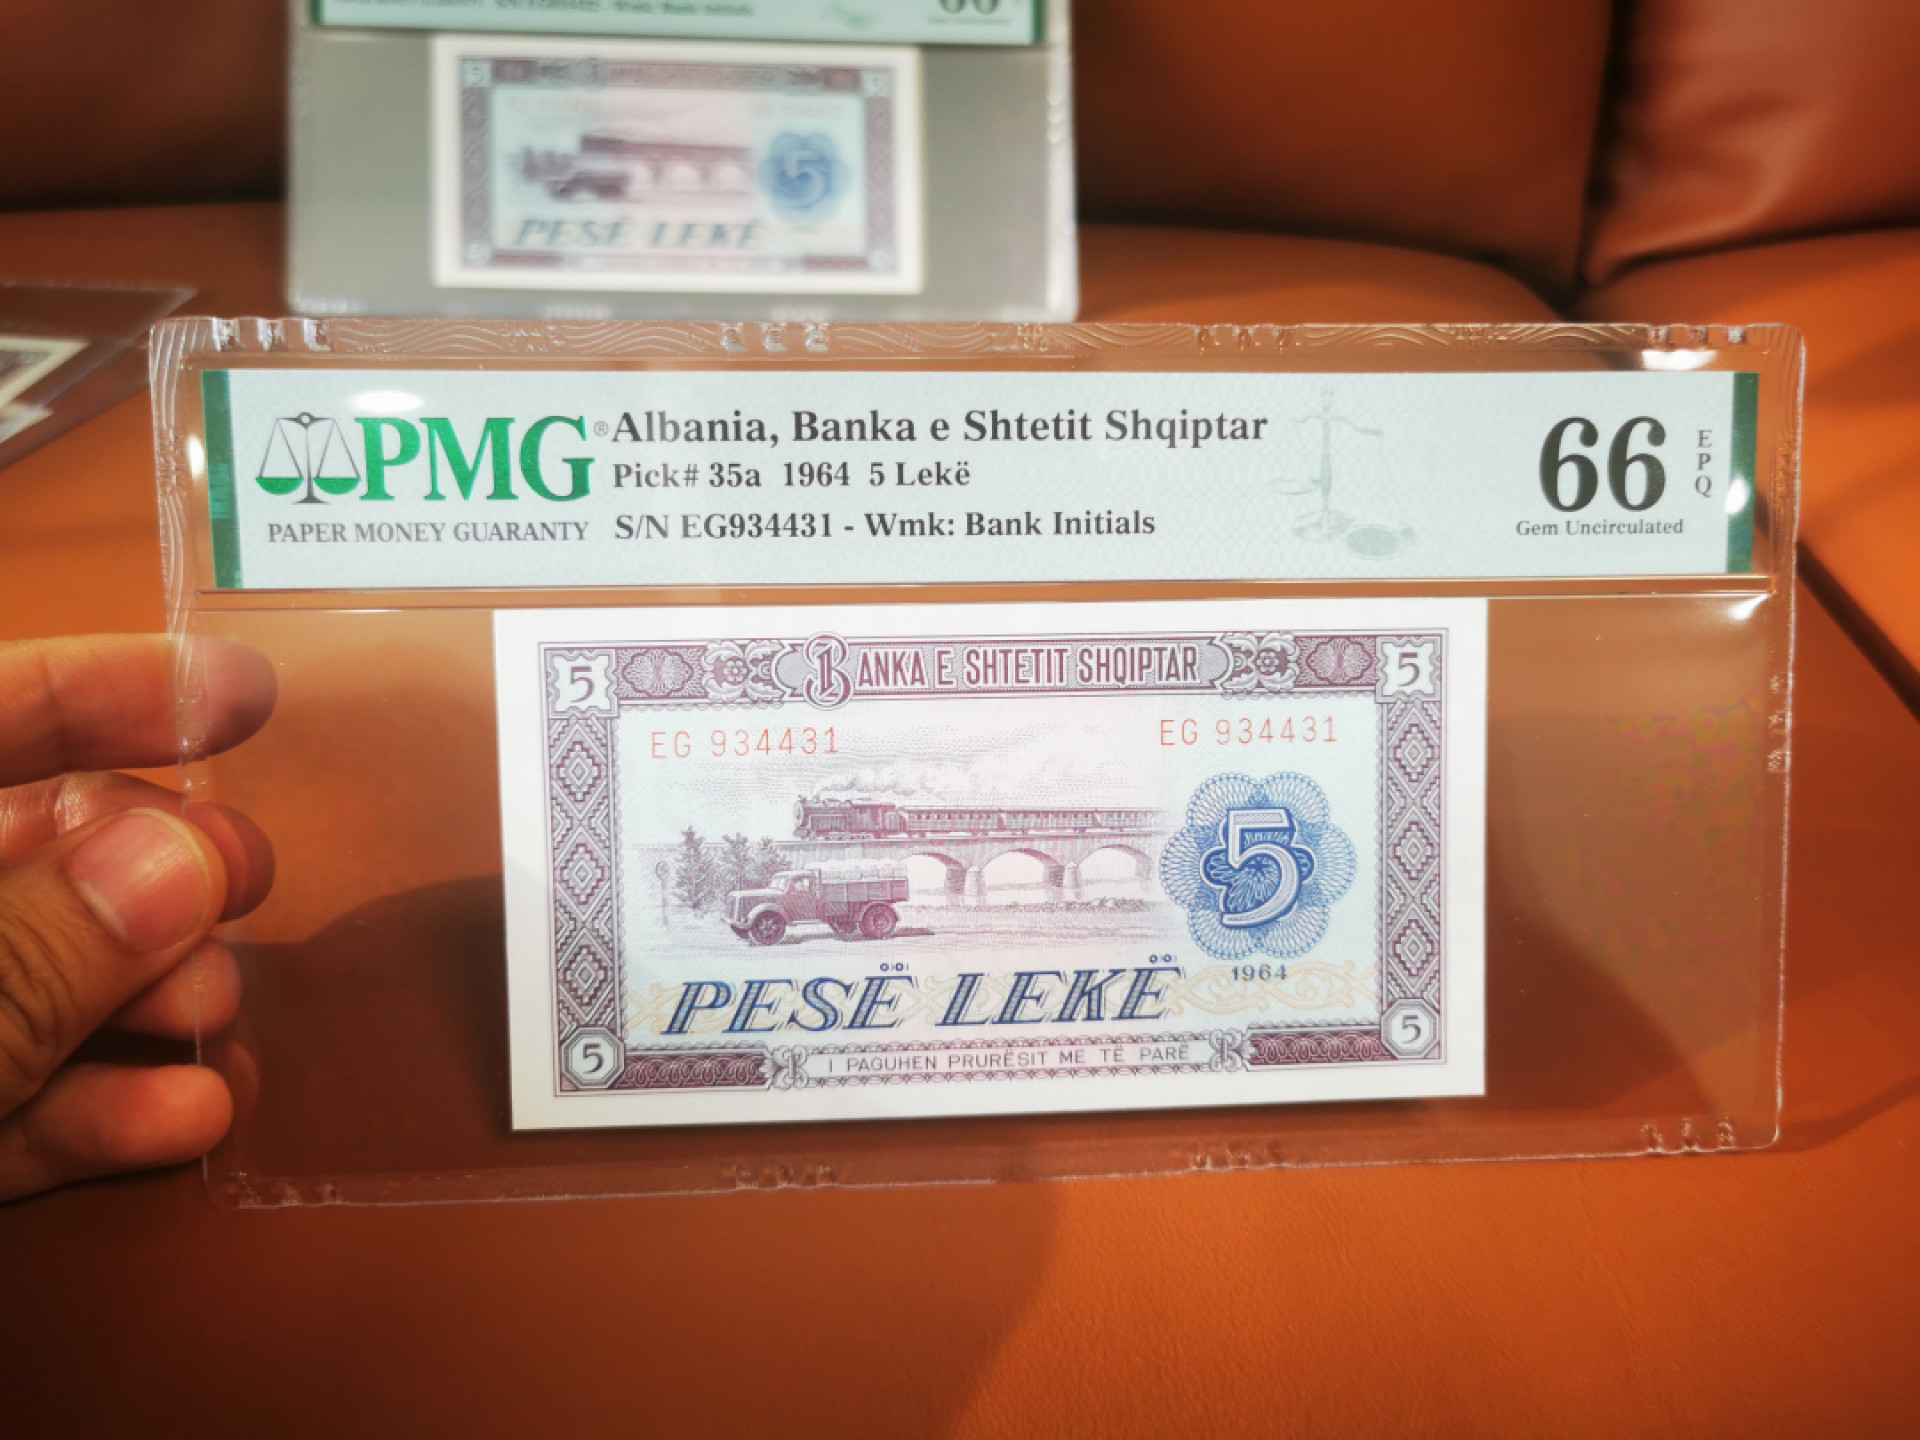 66
5
PESË LEKË
PMG®
PAPER MONEY GUARANTY
Albania, Banka e Shtetit Shqiptar
Pick# 35a 1964 5 Lekë
S/N EG934431 - Wmk: Bank Initials
66
EPQ
Gem Uncirculated
5 BANKA E SHTETIT SHQIPTAR 5
EG 934431 EG 934431
5
1964
PESË LEKË
5 I PAGUHEN PRURËSIT ME TË PARË 5